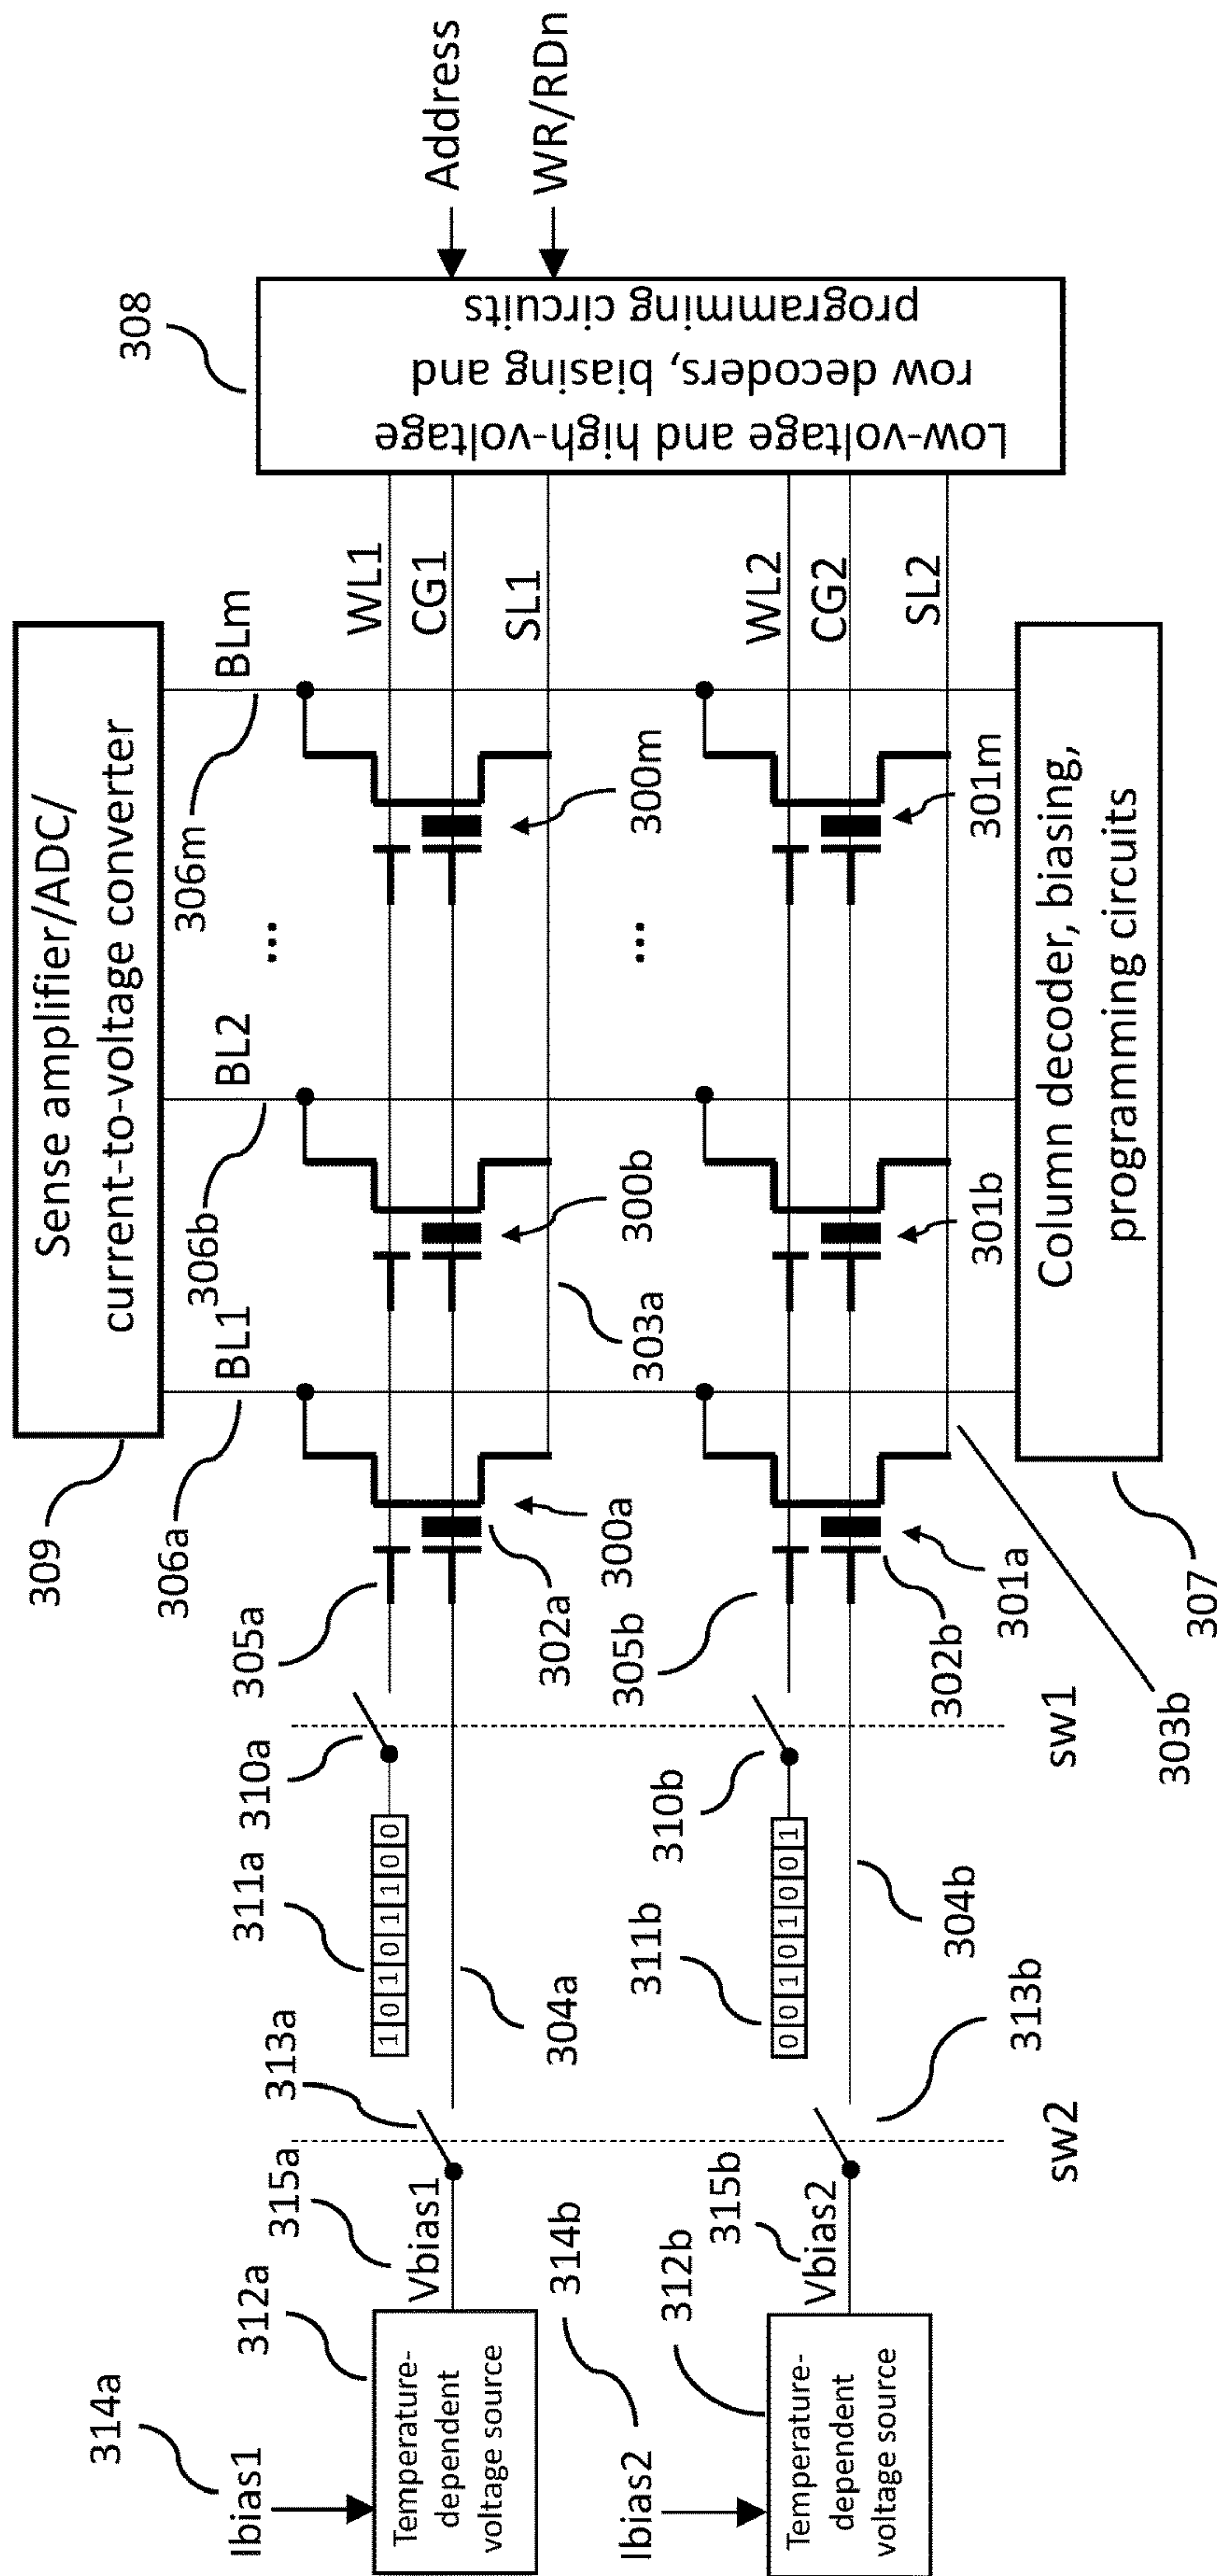 Sense amplifier/ADC/
current-to-voltage converter
309
306a
BL1
306b
BL2
306m
BLm
308
Low-voltage and high-voltage
row decoders, biasing and
programming circuits
Address
WR/RDn
WL1
CG1
SL1
WL2
CG2
SL2
314a
Ibias1
312a
Temperature-
dependent
voltage source
315a
Vbias1
313a
311a
1 0 1 0 1 1 0 0
304a
310a
305a
302a
300a
303a
300b
...
300m
314b
Ibias2
312b
Temperature-
dependent
voltage source
315b
Vbias2
313b
sw2
311b
0 0 1 0 1 0 0 1
304b
310b
sw1
305b
302b
301a
303b
301b
...
301m
307
Column decoder, biasing,
programming circuits